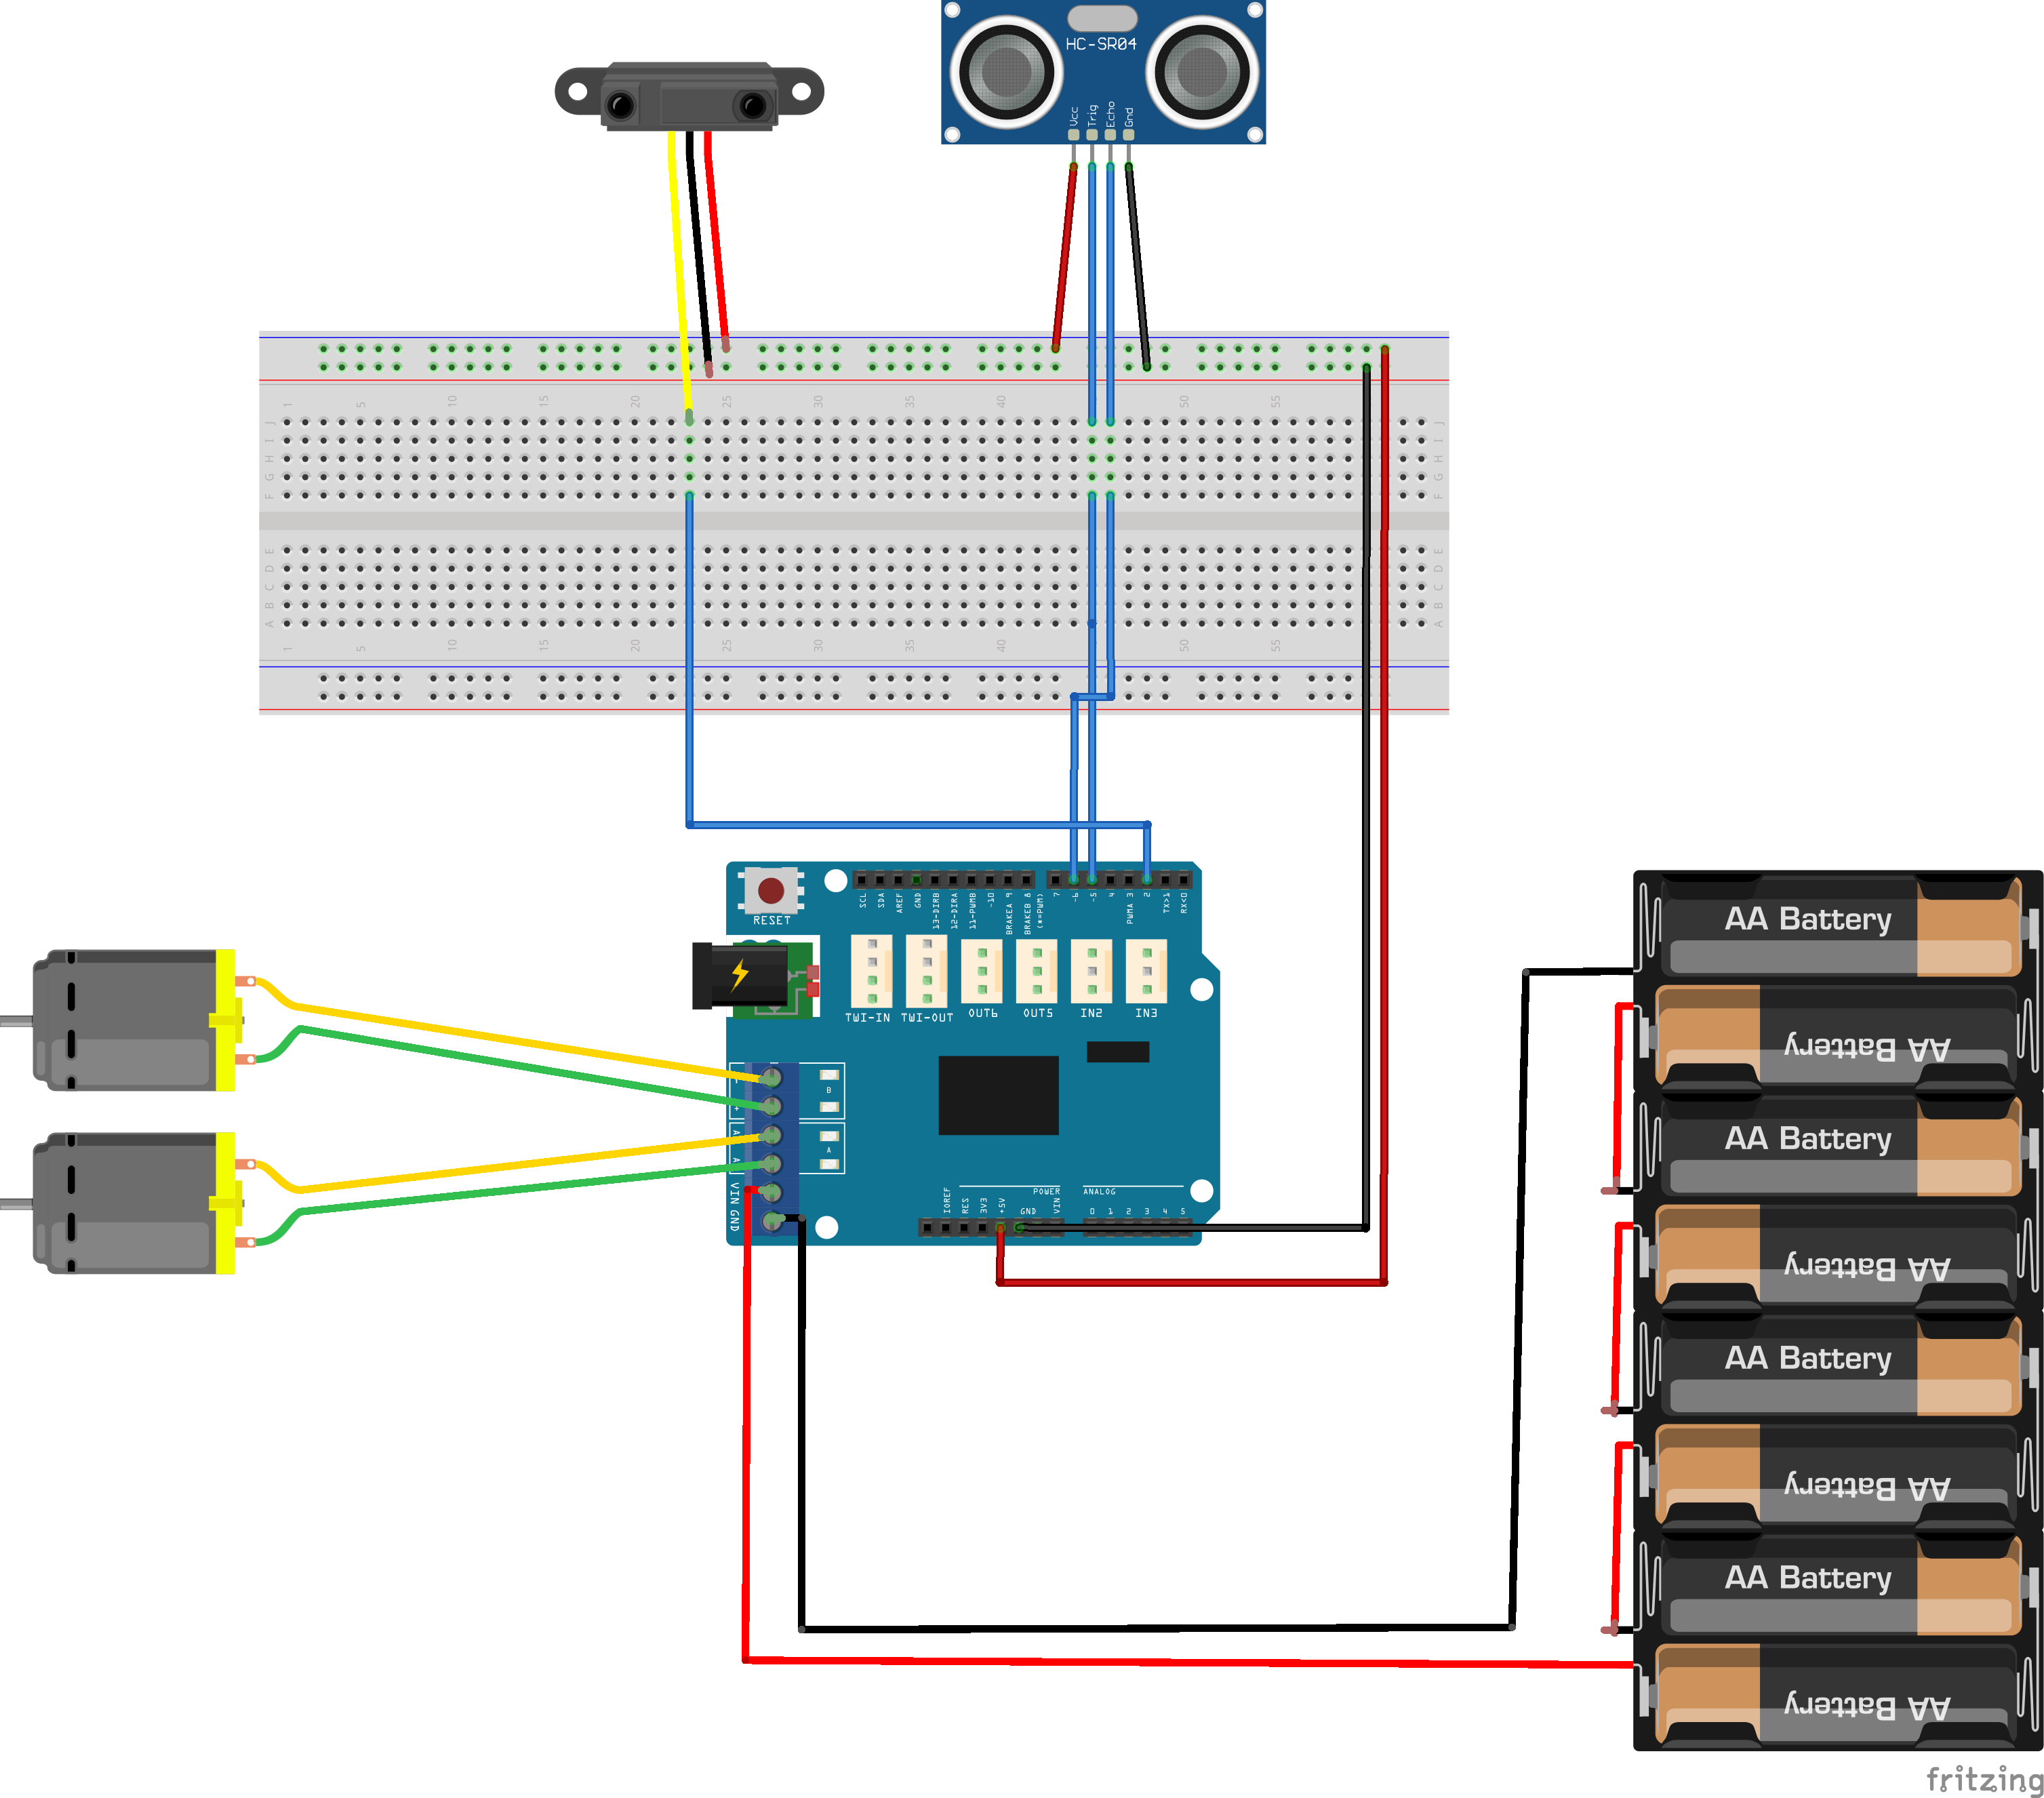 HC-SR04
Vcc
Trig
Echo
Gnd
1 5 10 15 20 25 30 35 40 50 55
J J
I I
H H
G G
F F
E E
D D
C C
B B
A A
1 5 10 15 20 25 30 35 40 50 55
RESET
SCL
SDA
AREF
GND
13-DIRB
12-DIRA
11-PWMB
~10
BRAKEA 9
BRAKEB 8
(*=PWM)
7
~6
~5
4
PWMA 3
2
TX>1
RX<0
TWI-IN TWI-OUT OUT6 OUT5 IN2 IN3
-
B
+
A
A
A
VIN GND
IOREF
RES
3V3
+5V
GND
VIN
POWER ANALOG
0 1 2 3 4 5
AA Battery
AA Battery
AA Battery
AA Battery
AA Battery
AA Battery
AA Battery
AA Battery
fritzing